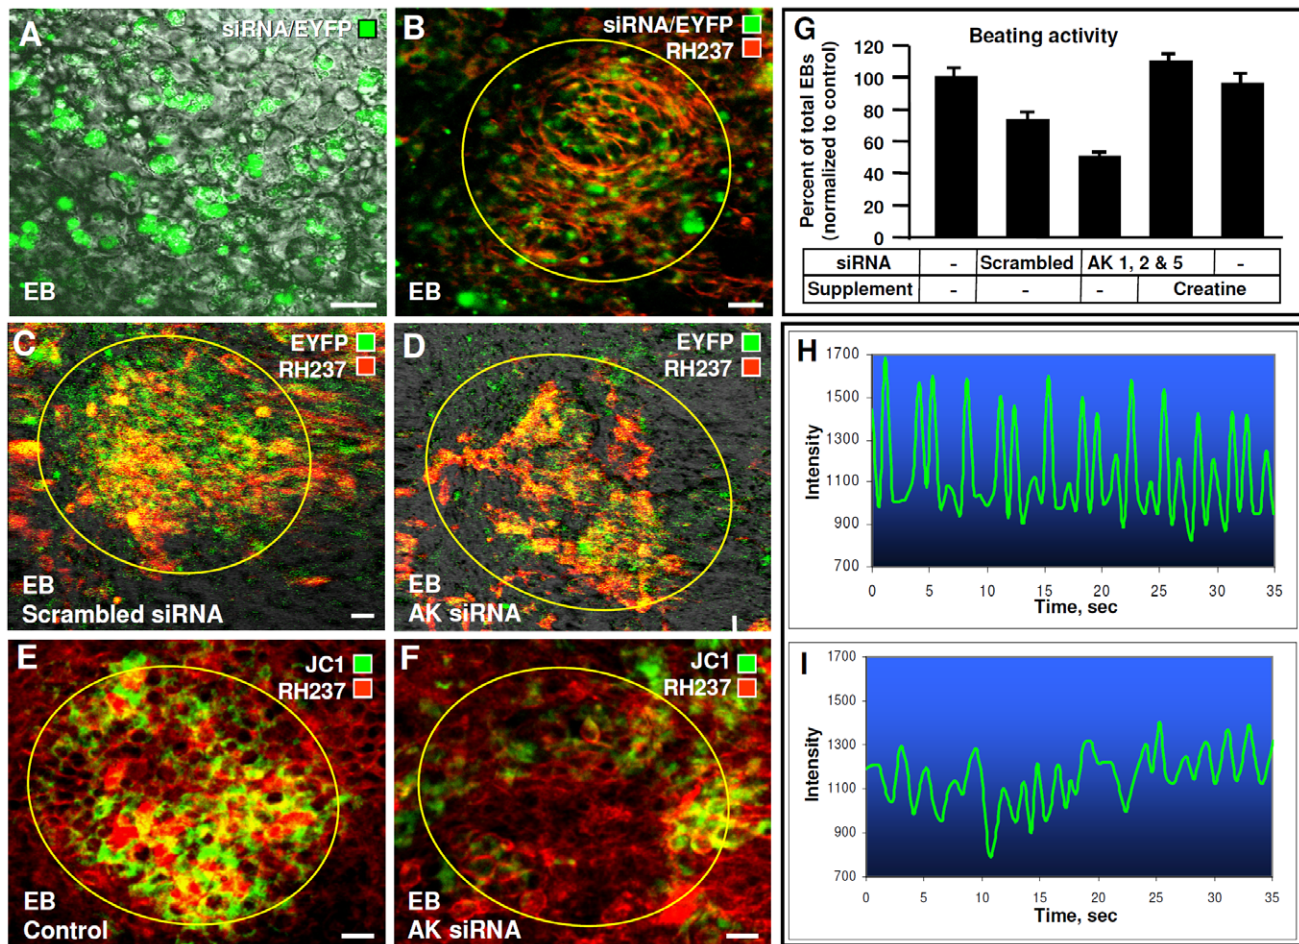 A
siRNA/EYFP
EB
B
siRNA/EYFP
RH237
EB
C
EYFP
RH237
EB
Scrambled siRNA
D
EYFP
RH237
EB
AK siRNA
E
JC1
RH237
EB
Control
F
JC1
RH237
EB
AK siRNA
G
Beating activity
Percent of total EBs
(normalized to control)
120
100
80
60
40
20
0
siRNA - Scrambled AK 1, 2 & 5 -
Supplement - - - Creatine
H
Intensity
1700
1500
1300
1100
900
700
0 5 10 15 20 25 30 35
Time, sec
I
Intensity
1700
1500
1300
1100
900
700
0 5 10 15 20 25 30 35
Time, sec